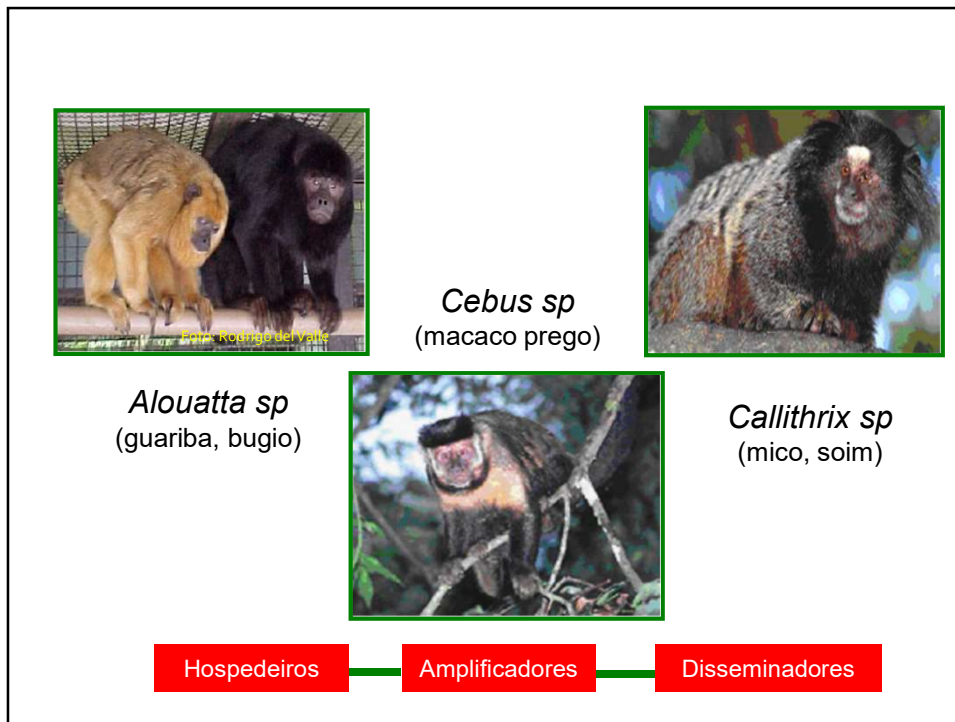 Foto: Rodrigo del Valle
Cebus sp
(macaco prego)
Alouatta sp
(guariba, bugio)
Callithrix sp
(mico, soim)
Hospedeiros
Amplificadores
Disseminadores